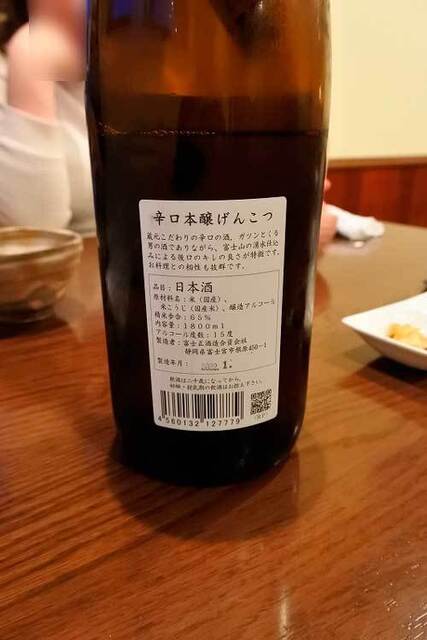 辛口本醸げんこつ
蔵元こだわりの辛口の酒。ガツンとくる
男の酒でありながら、富士山の湧水仕込
みによる後口のキレの良さが特徴です。
お料理との相性も抜群です。
品目：日本酒
原材料名：米（国産）、
米こうじ（国産米）、醸造アルコール
精米歩合：65%
内容量：1800ml
アルコール度数：15度
製造者：富士正酒造合資会社
静岡県富士宮市根原450-1
製造年月： 2022. 1.
飲酒は二十歳になってから。
妊娠・授乳期の飲酒はお控え下さい。
4 560132 127779